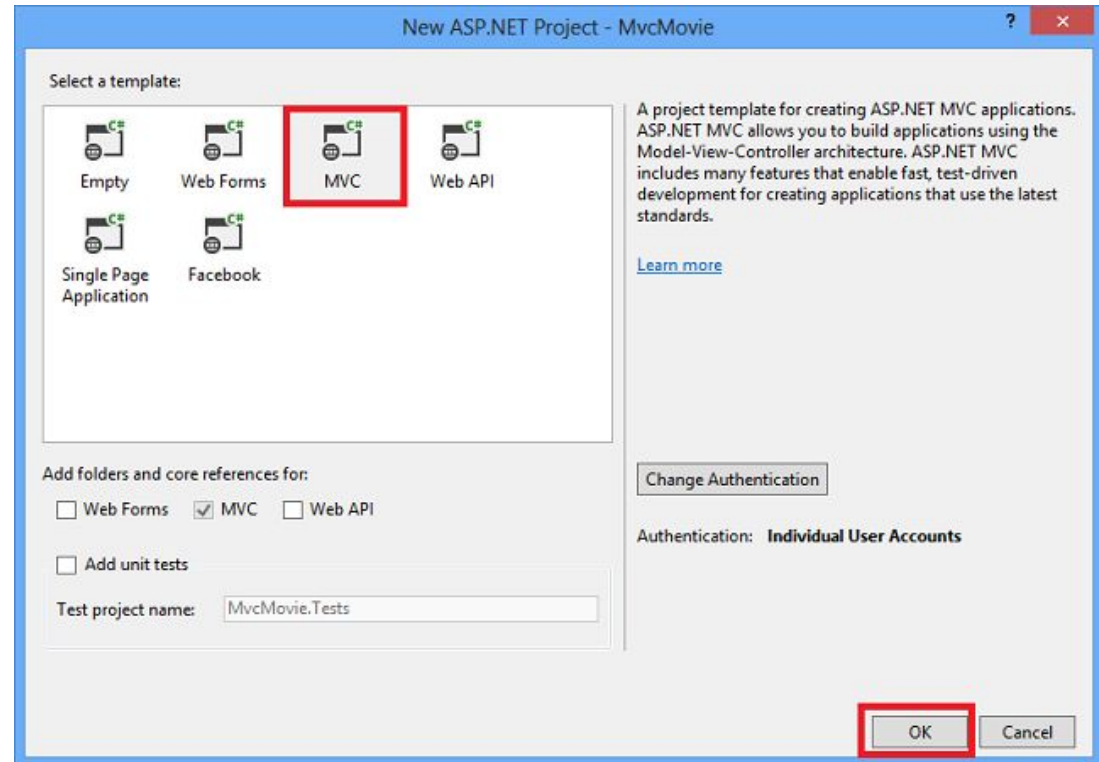 New ASP.NET Project - MvcMovie
?
Select a template:
C#
C#
C#
C#
Empty
Web Forms
MVC
Web API
C#
C#
Single Page
Application
Facebook
A project template for creating ASP.NET MVC applications.
ASP.NET MVC allows you to build applications using the
Model-View-Controller architecture. ASP.NET MVC
includes many features that enable fast, test-driven
development for creating applications that use the latest
standards.
Learn more
Add folders and core references for:
Web Forms
MVC
Web API
Add unit tests
Test project name:
MvcMovie.Tests
Change Authentication
Authentication: Individual User Accounts
OK
Cancel